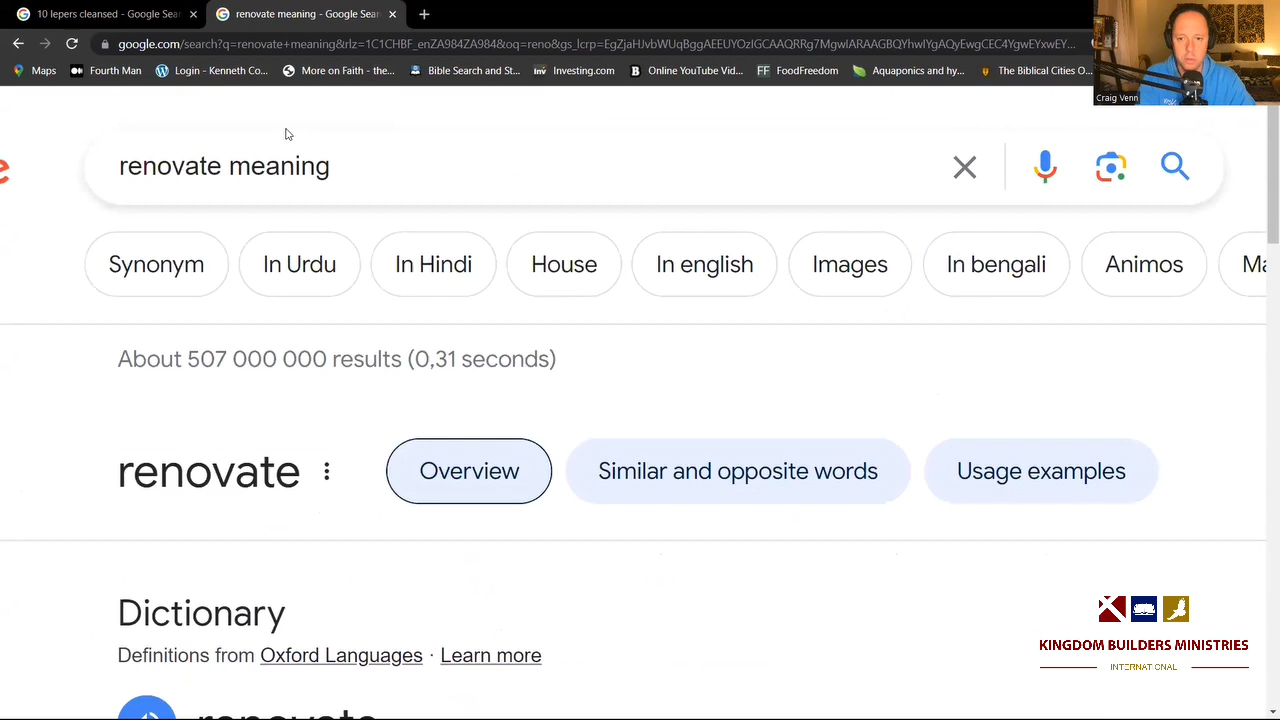 10 lepers cleansed - Google Sear
renovate meaning - Google Sear
google.com/search?q=renovate+meaning&rlz=1C1CHBF_enZA984ZA984&oq=reno&gs_lcrp=
Maps
Fourth Man
Login - Kenneth Co...
More on Faith - the...
Bible Search and St...
inv Investing.com
B Online YouTube Vid...
FF FoodFreedom
Aquaponics and hy...
The Biblical Cities O...
Craig Venn
renovate meaning
Synonym
In Urdu
In Hindi
House
In english
Images
In bengali
Animos
Ma
About 507 000 000 results (0,31 seconds)
renovate
Overview
Similar and opposite words
Usage examples
Dictionary
Definitions from Oxford Languages · Learn more
renovate
KINGDOM BUILDERS MINISTRIES
INTERNATIONAL